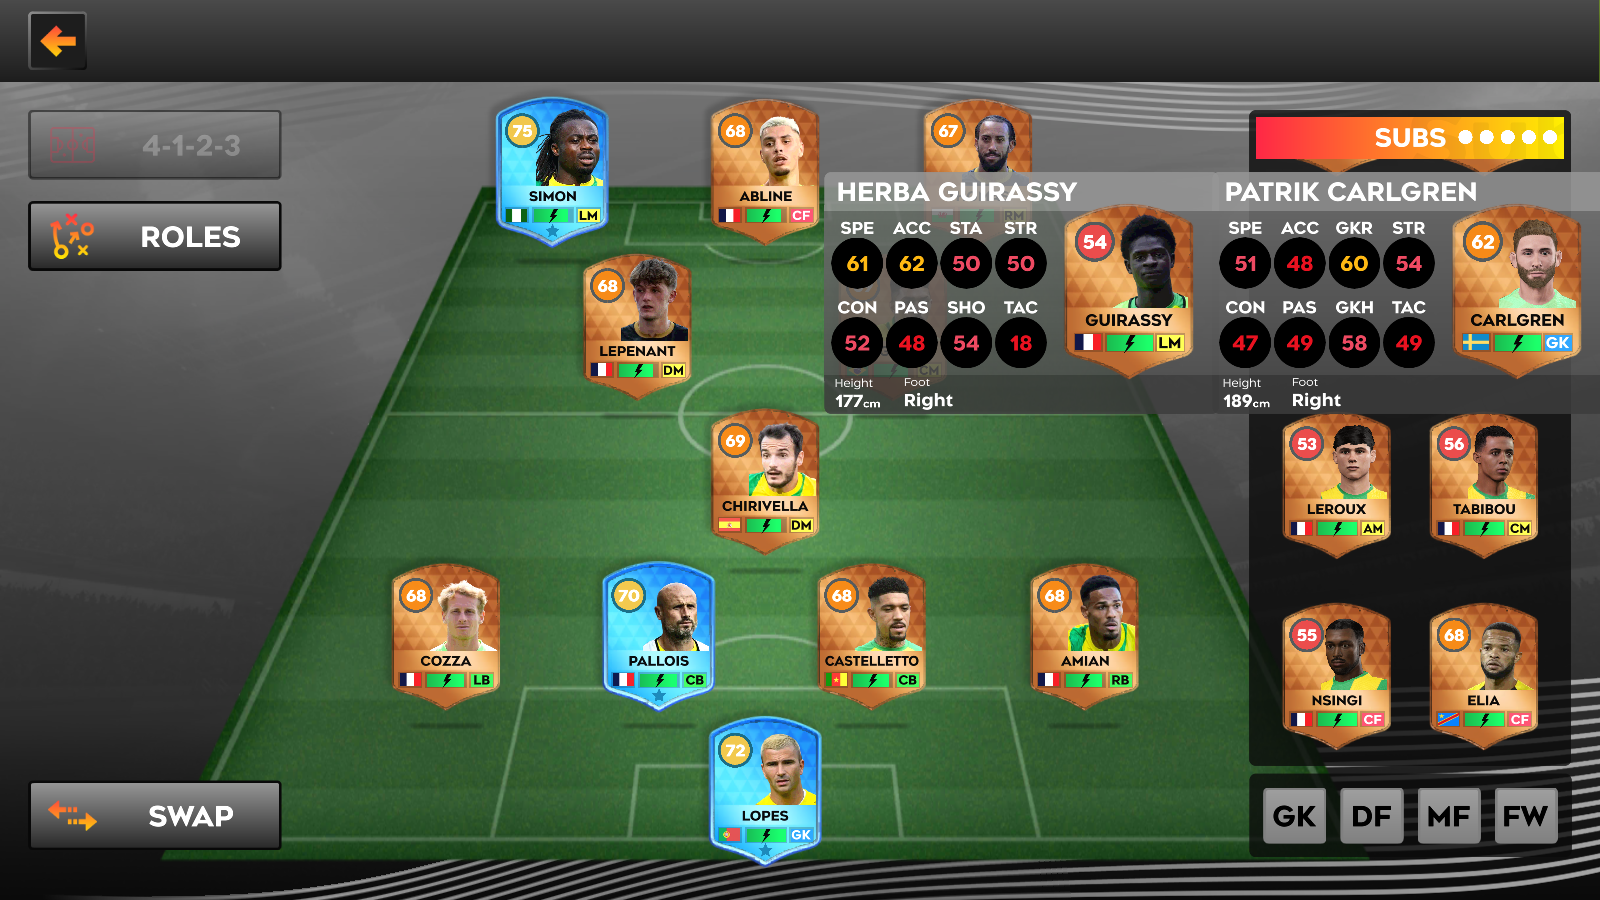 4-1-2-3
ROLES
SWAP
75
SIMON
LM
68
ABLINE
CF
67
RM
68
LEPENANT
DM
CM
69
CHIRIVELLA
DM
68
COZZA
LB
70
PALLOIS
CB
68
CASTELLETTO
CB
68
AMIAN
RB
72
LOPES
GK
SUBS
HERBA GUIRASSY
SPE ACC STA STR
61 62 50 50
CON PAS SHO TAC
52 48 54 18
Height Foot
177cm Right
54
GUIRASSY
LM
PATRIK CARLGREN
SPE ACC GKR STR
51 48 60 54
CON PAS GKH TAC
47 49 58 49
Height Foot
189cm Right
62
CARLGREN
GK
53
LEROUX
AM
56
TABIBOU
CM
55
NSINGI
CF
68
ELIA
CF
GK DF MF FW